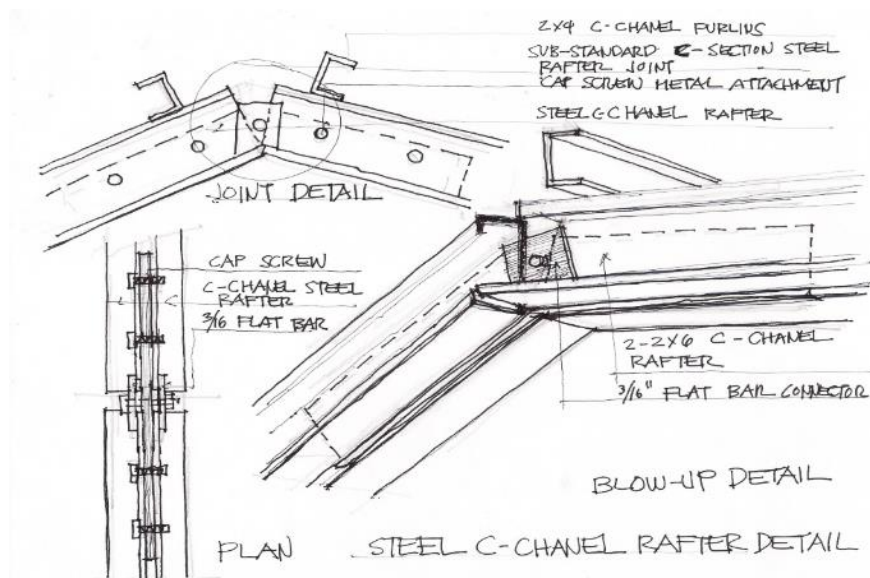 2X4 C-CHANEL PURLINS
SUB-STANDARD C-SECTION STEEL
RAFTER JOINT
CAP SCREW METAL ATTACHMENT
STEEL C-CHANEL RAFTER
JOINT DETAIL
CAP SCREW
C-CHANEL STEEL
RAFTER
3/16 FLAT BAR
2-2X6 C-CHANEL
RAFTER
3/16" FLAT BAR CONNECTOR
BLOW-UP DETAIL
PLAN
STEEL C-CHANEL RAFTER DETAIL